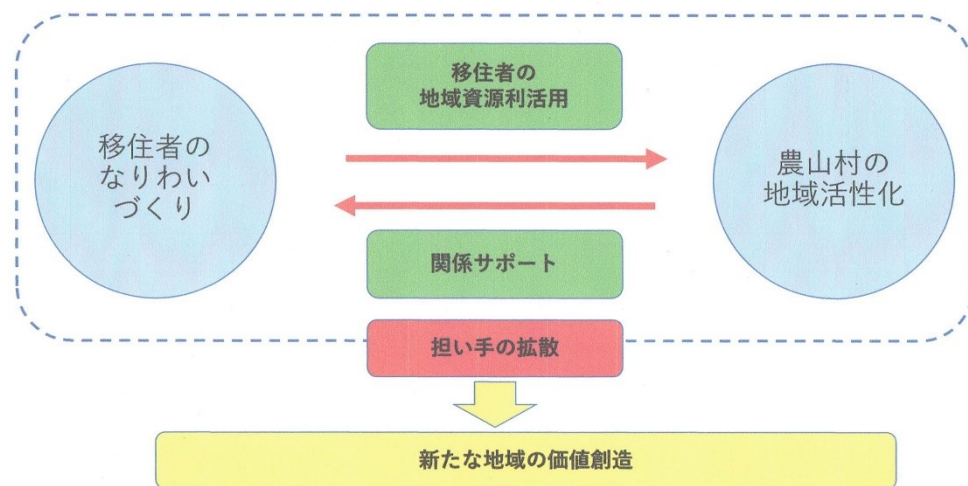 移住者の
地域資源利活用
移住者の
なりわい
づくり
農山村の
地域活性化
関係サポート
担い手の拡散
新たな地域の価値創造